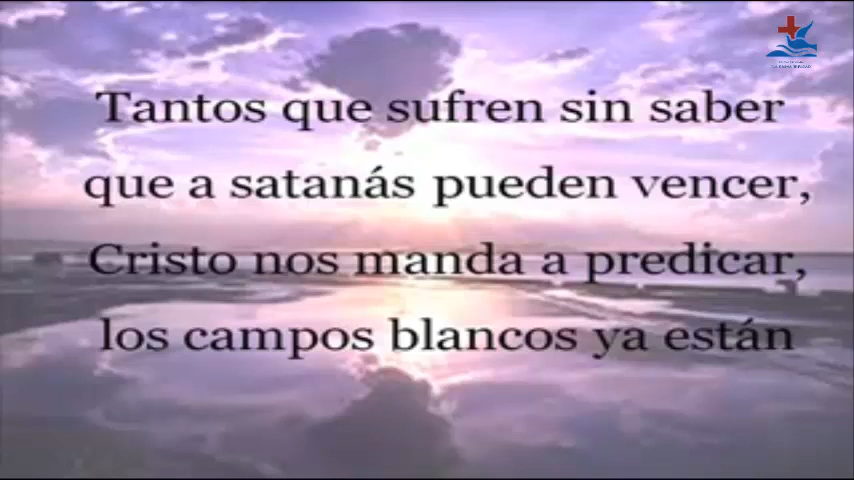 Tantos que sufren sin saber
que a satanás pueden vencer,
Cristo nos manda a predicar,
los campos blancos ya están